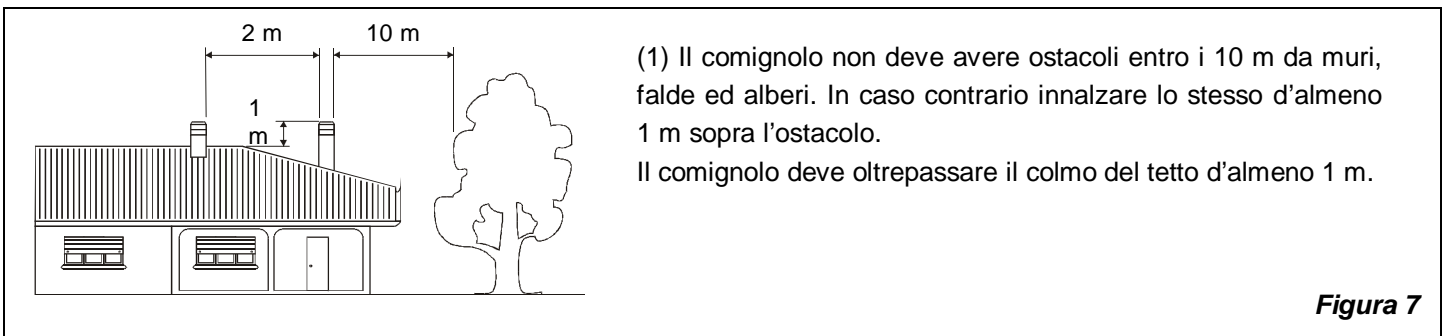 2 m
10 m
1
m
(1) Il comignolo non deve avere ostacoli entro i 10 m da muri,
falde ed alberi. In caso contrario innalzare lo stesso d’almeno
1 m sopra l’ostacolo.
Il comignolo deve oltrepassare il colmo del tetto d’almeno 1 m.
Figura 7